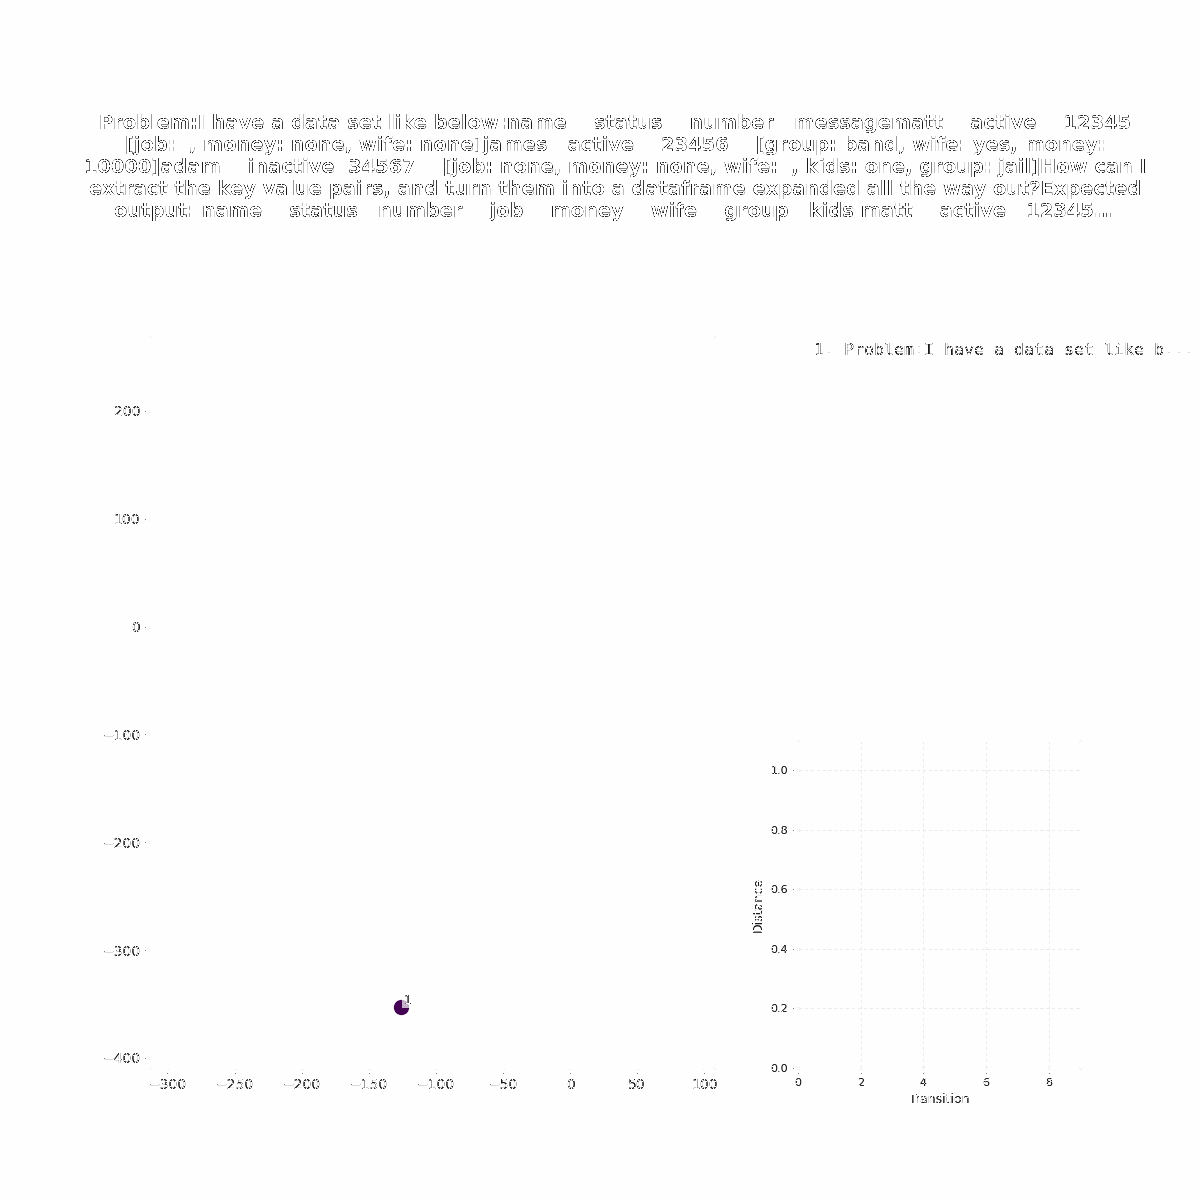 Problem:I have a data set like below:name    status    number   messagematt    active    12345
[job:  , money: none, wife: none]james   active    23456    [group: band, wife: yes, money:
10000]adam    inactive  34567    [job: none, money: none, wife:  , kids: one, group: jail]How can I
extract the key value pairs, and turn them into a dataframe expanded all the way out?Expected
output: name    status   number    job    money    wife    group   kids matt    active   12345...
1. Problem:I have a data set like b...
200
100
0
−100
−200
−300
−400
−300 −250 −200 −150 −100 −50 0 50 100
1
1.0
0.8
0.6
0.4
0.2
0.0
0 2 4 6 8
Distance
Transition